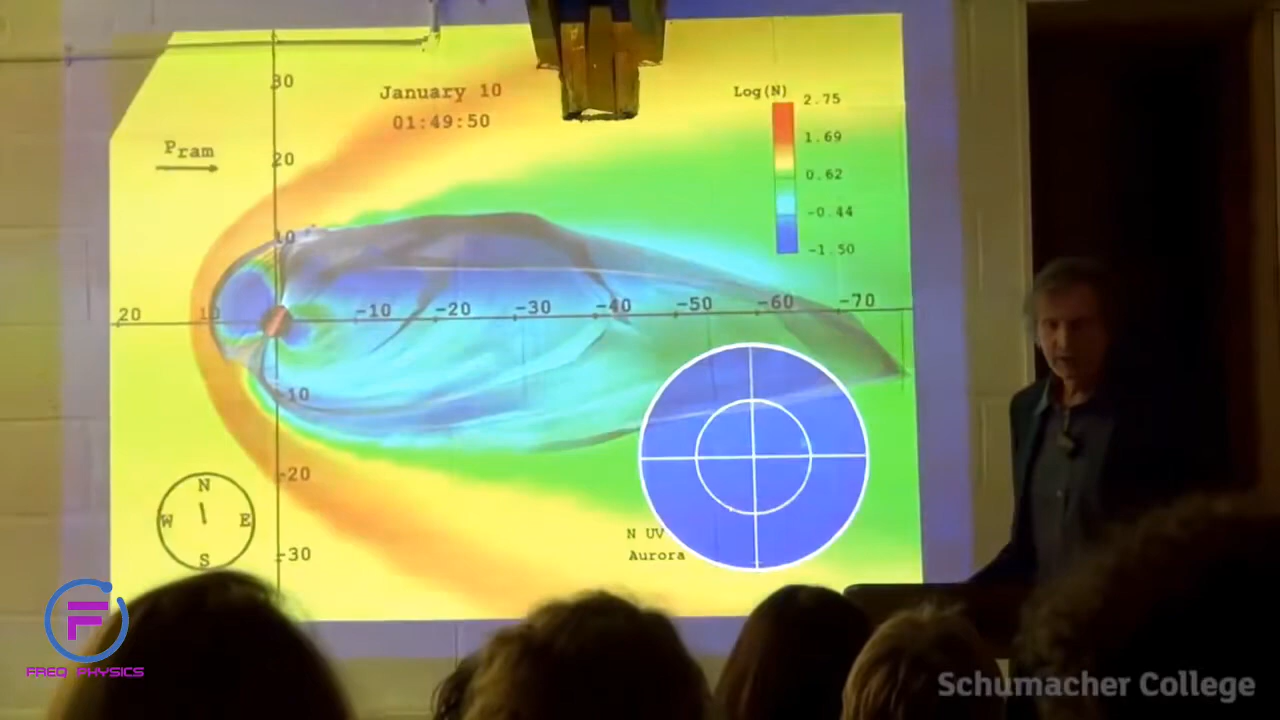 30
January 10
Log(N)
2.75
01:49:50
1.69
Pram
20
0.62
-0.44
10
-1.50
20
10
-10
-20
-30
-40
-50
-60
-70
-10
-20
N
W
E
S
N UV
Aurora
-30
F
FREQ PHYSICS
Schumacher College